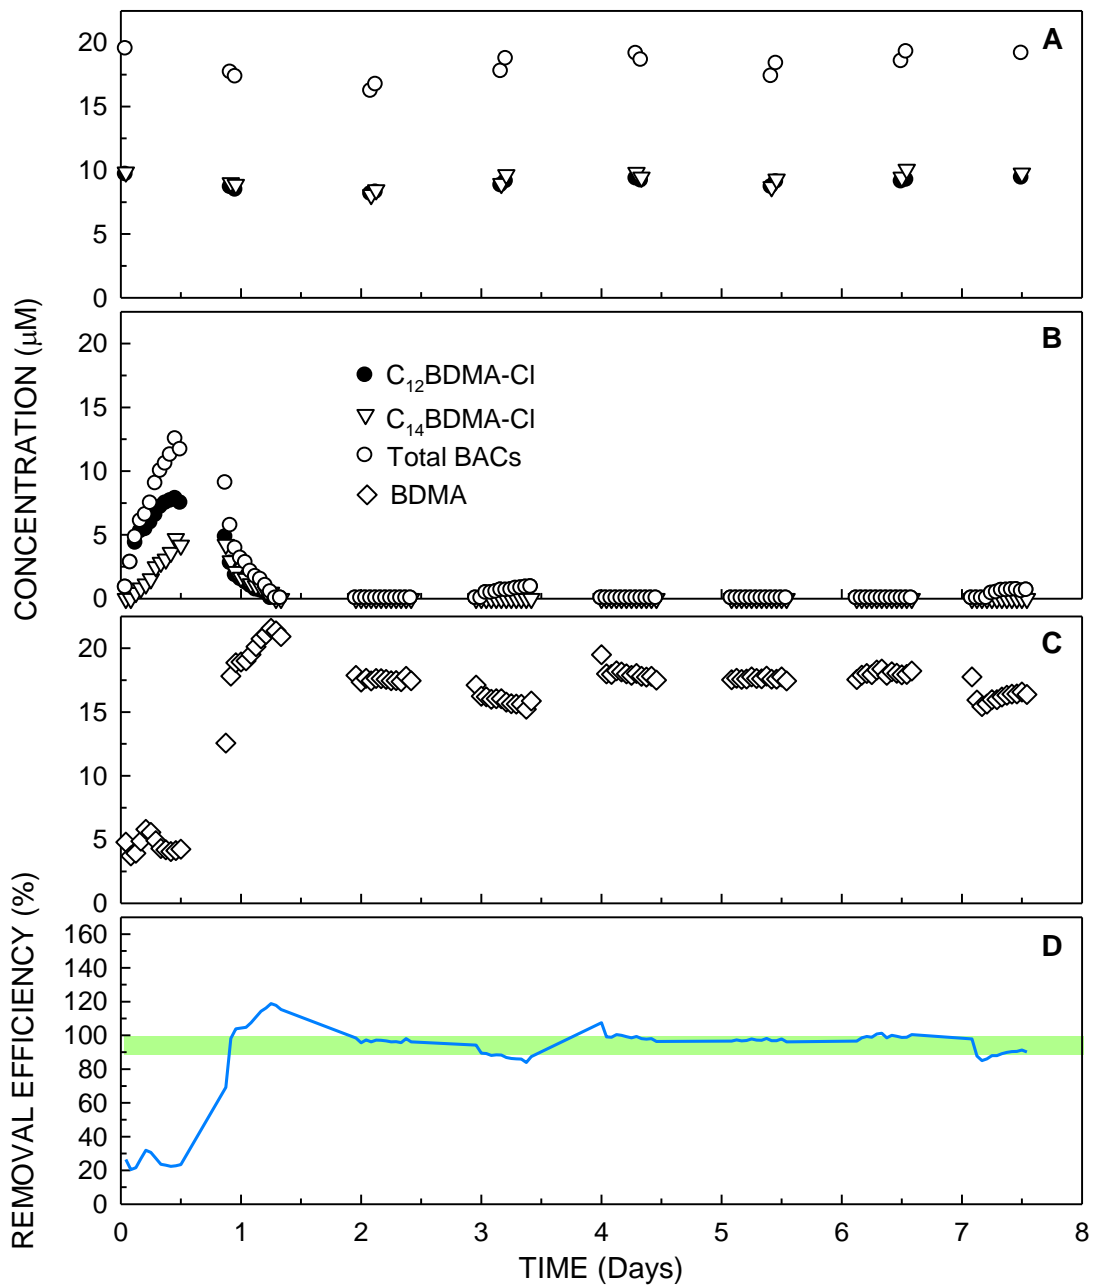 A
20
15
10
5
0
B
20
15
10
5
0
C₁₂BDMA-Cl
C₁₄BDMA-Cl
Total BACs
BDMA
CONCENTRATION (μM)
C
20
15
10
5
0
D
160
140
120
100
80
60
40
20
0
REMOVAL EFFICIENCY (%)
0 1 2 3 4 5 6 7 8
TIME (Days)